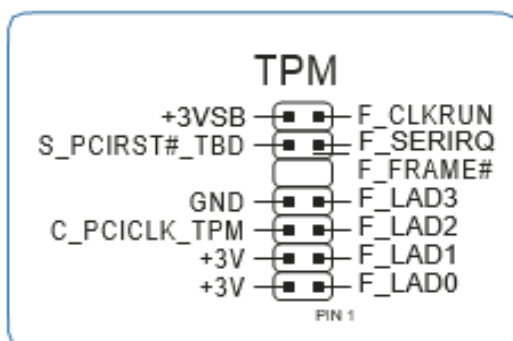 TPM
+3VSB F_CLKRUN
S_PCIRST#_TBD F_SERIRQ
F_FRAME#
GND F_LAD3
C_PCICLK_TPM F_LAD2
+3V F_LAD1
+3V F_LAD0
PIN 1